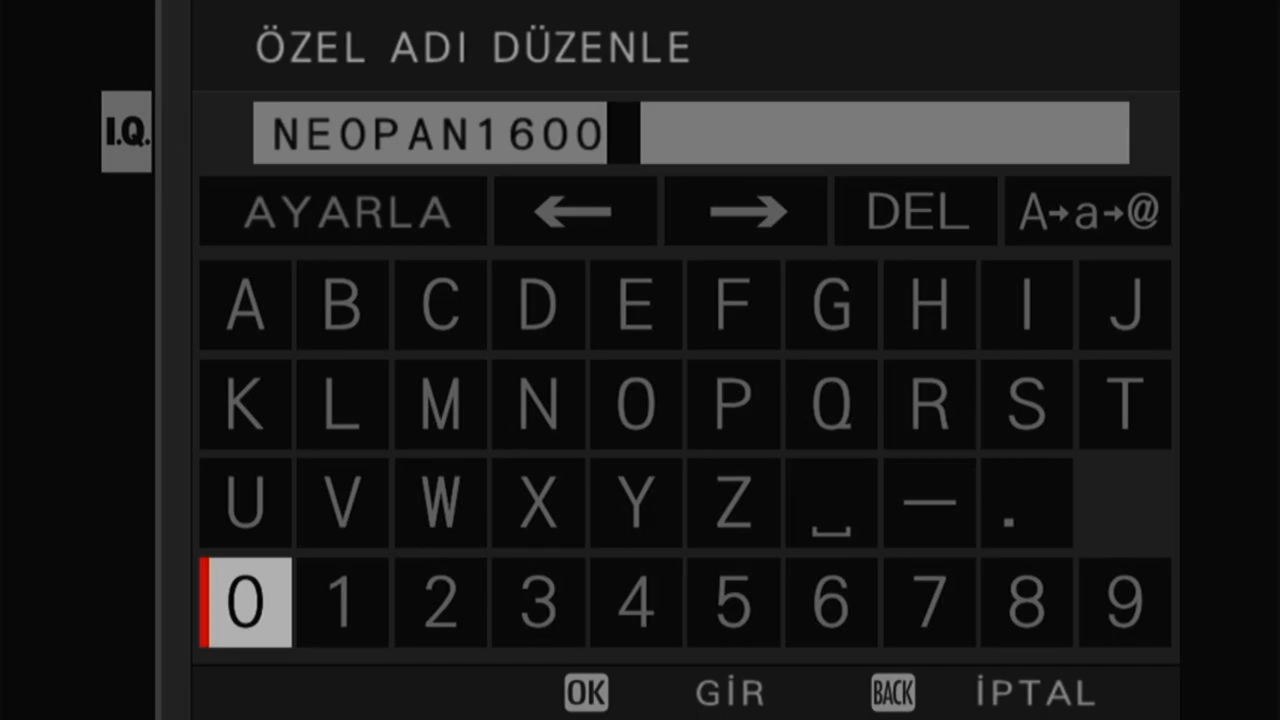 ÖZEL ADI DÜZENLE
I.Q.
NEOPAN1600
AYARLA ← → DEL A→a→@
A B C D E F G H I J
K L M N O P Q R S T
U V W X Y Z ⎵ — .
0 1 2 3 4 5 6 7 8 9
OK GİR BACK İPTAL